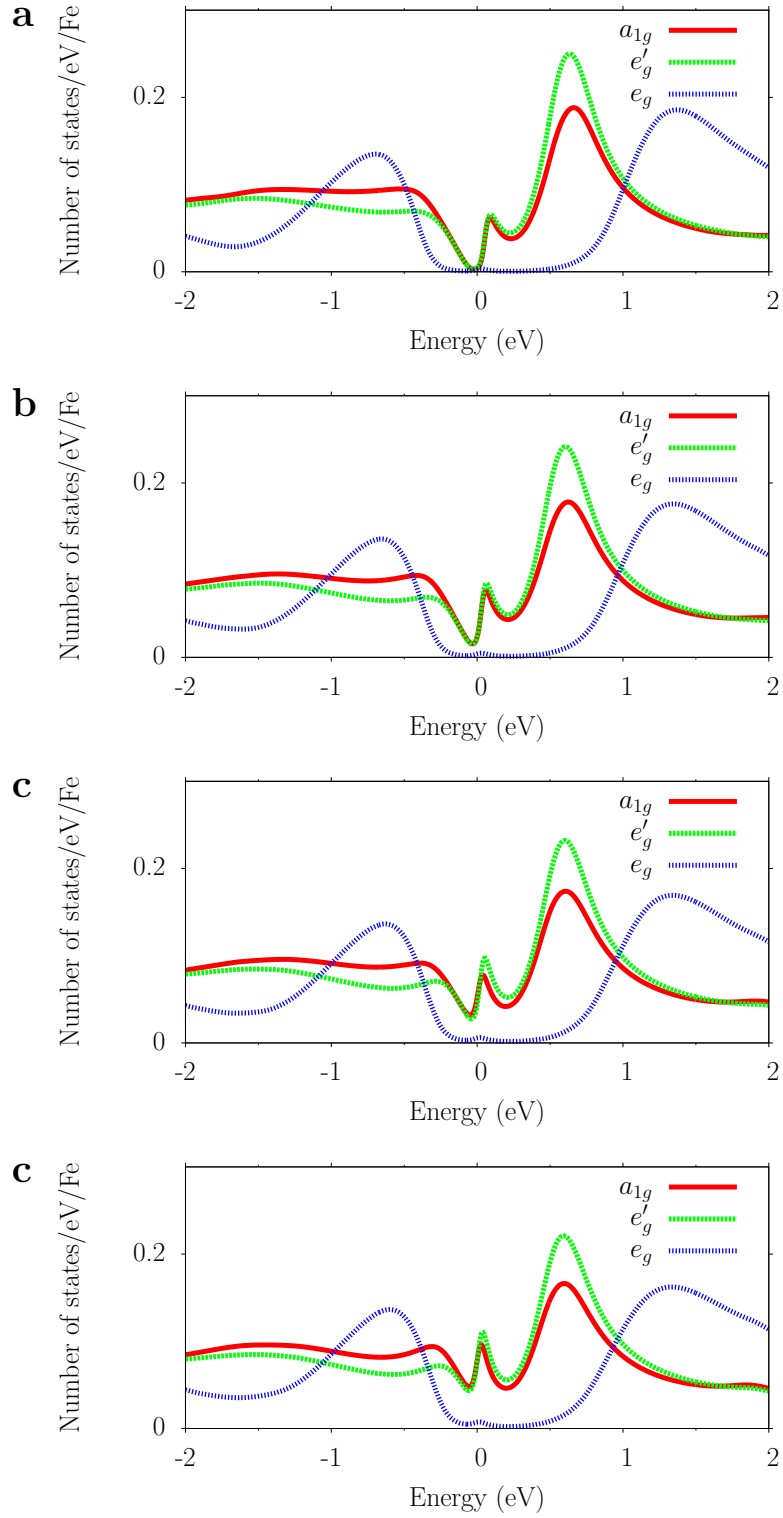 a
Number of states/eV/Fe
a1g
e′g
eg
0.2
0
-2 -1 0 1 2
Energy (eV)
b
Number of states/eV/Fe
a1g
e′g
eg
0.2
0
-2 -1 0 1 2
Energy (eV)
c
Number of states/eV/Fe
a1g
e′g
eg
0.2
0
-2 -1 0 1 2
Energy (eV)
c
Number of states/eV/Fe
a1g
e′g
eg
0.2
0
-2 -1 0 1 2
Energy (eV)